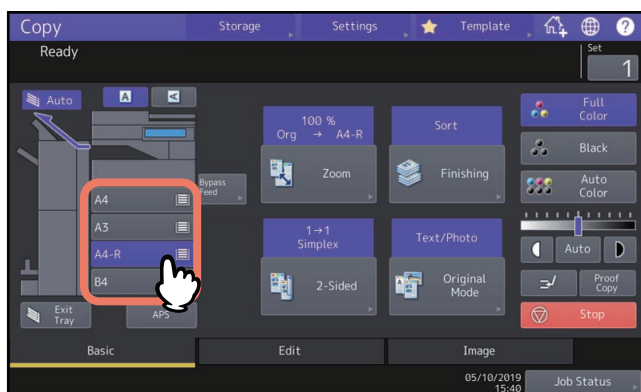 Copy
Storage
Settings
Template
?
Ready
Set
1
Auto
A
A
100 %
Org → A4-R
Zoom
Sort
Finishing
Full
Color
Black
Auto
Color
Bypass
Feed
A4
A3
A4-R
B4
1→1
Simplex
2-Sided
Text/Photo
Original
Mode
Auto
Proof
Copy
Stop
Exit
Tray
APS
Basic
Edit
Image
05/10/2019
15:40
Job Status